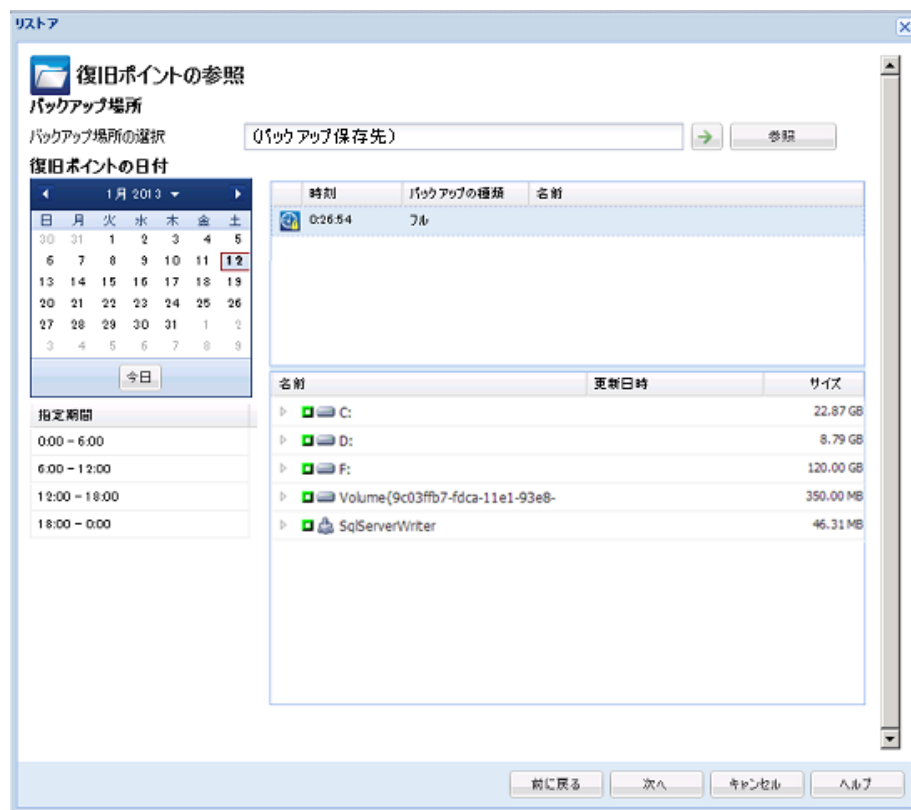 リストア
復旧ポイントの参照
バックアップ場所
バックアップ場所の選択 (バックアップ保存先) 参照
復旧ポイントの日付
1月 2013
日 月 火 水 木 金 土
30 31 1 2 3 4 5
6 7 8 9 10 11 12
13 14 15 16 17 18 19
20 21 22 23 24 25 26
27 28 29 30 31 1 2
3 4 5 6 7 8 9
今日
指定期間
0:00 - 6:00
6:00 - 12:00
12:00 - 18:00
18:00 - 0:00
時刻 バックアップの種類 名前
0:26:54 フル
名前 更新日時 サイズ
C: 22.87 GB
D: 8.79 GB
F: 120.00 GB
Volume{9c03ffb7-fdca-11e1-93e8- 350.00 MB
SqlServerWriter 46.31 MB
前に戻る 次へ キャンセル ヘルプ